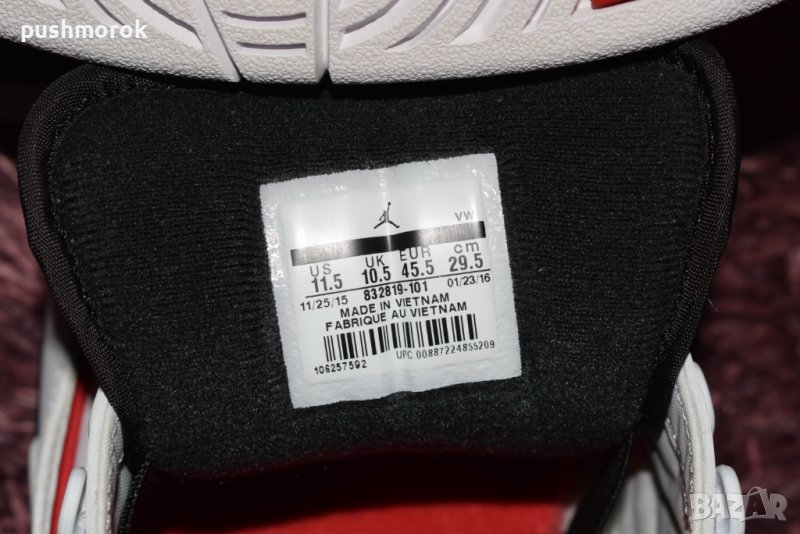 pushmorok
VW
US UK EUR cm
11.5 10.5 45.5 29.5
11/25/15 832819-101 01/23/16
MADE IN VIETNAM
FABRIQUE AU VIETNAM
106257592 UPC 00887224855209
BAZAR